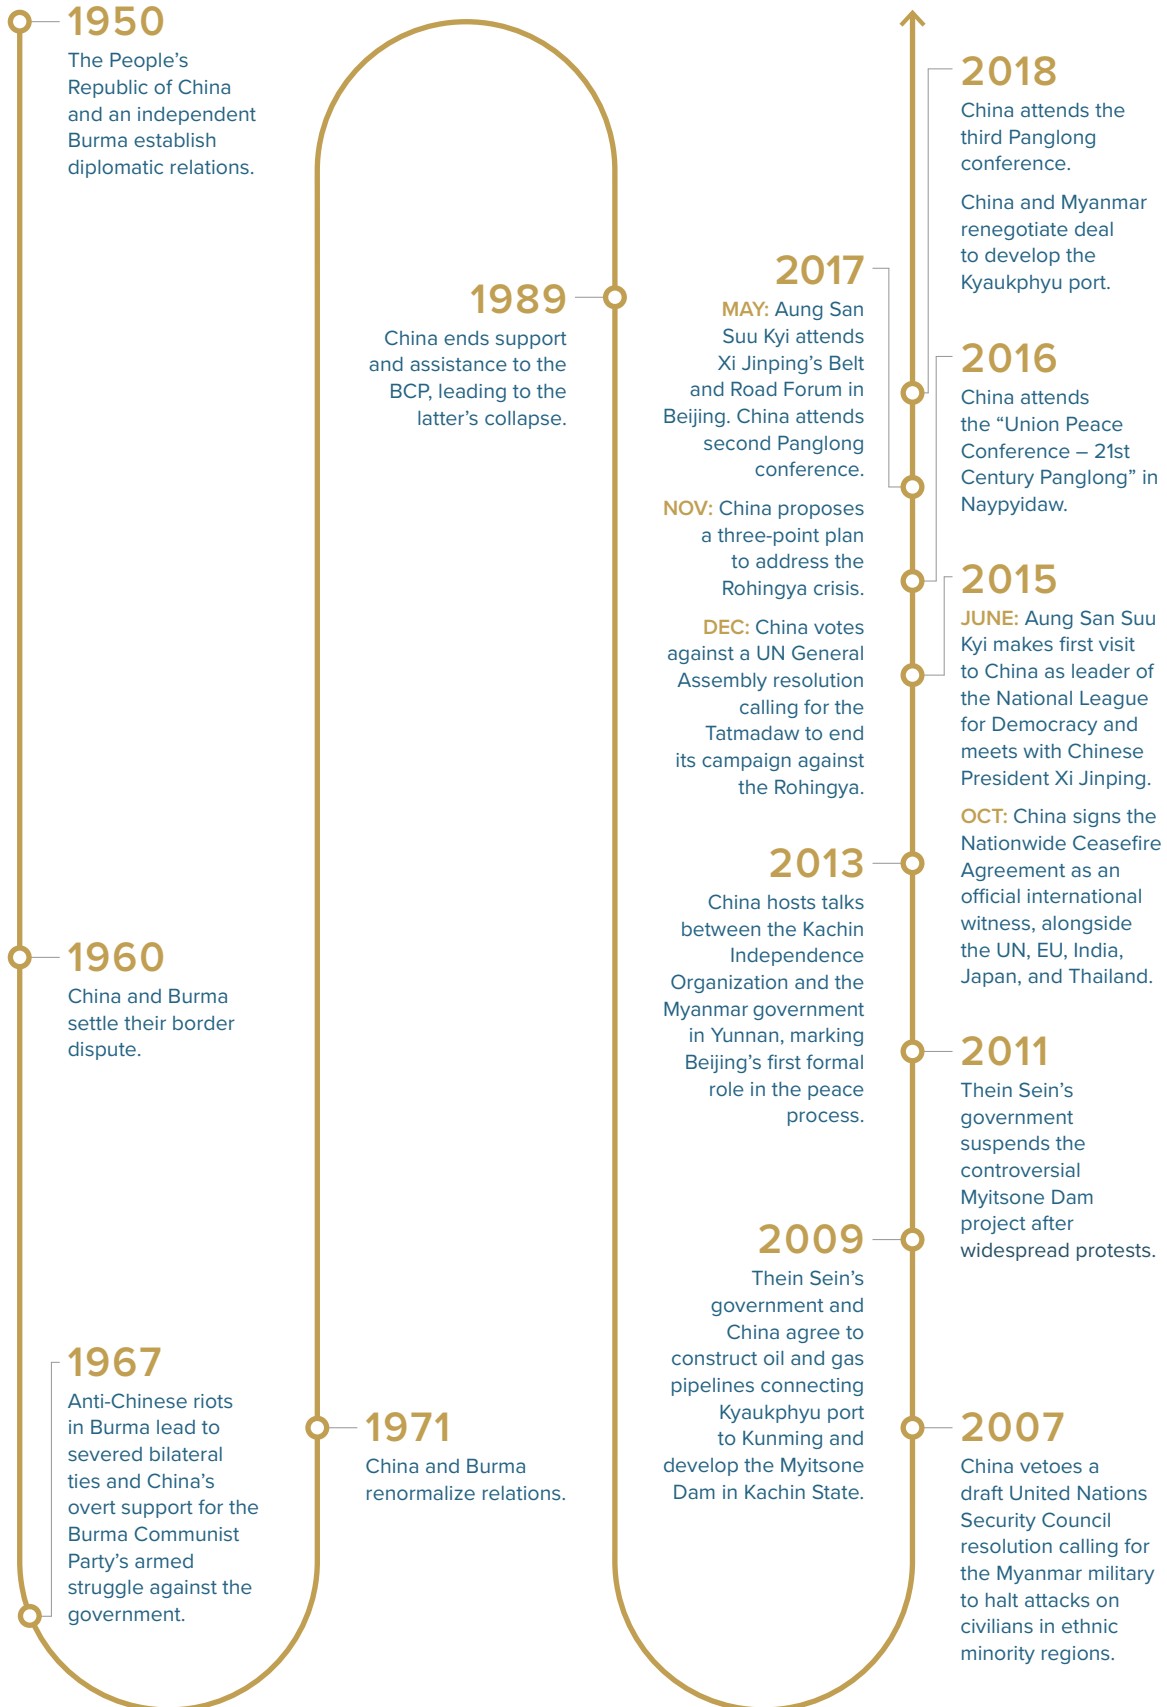 1950
The People’s
Republic of China
and an independent
Burma establish
diplomatic relations.
1960
China and Burma
settle their border
dispute.
1967
Anti-Chinese riots
in Burma lead to
severed bilateral
ties and China’s
overt support for the
Burma Communist
Party’s armed
struggle against the
government.
1971
China and Burma
renormalize relations.
1989
China ends support
and assistance to the
BCP, leading to the
latter’s collapse.
2007
China vetoes a
draft United Nations
Security Council
resolution calling for
the Myanmar military
to halt attacks on
civilians in ethnic
minority regions.
2009
Thein Sein’s
government and
China agree to
construct oil and gas
pipelines connecting
Kyaukphyu port
to Kunming and
develop the Myitsone
Dam in Kachin State.
2011
Thein Sein’s
government
suspends the
controversial
Myitsone Dam
project after
widespread protests.
2013
China hosts talks
between the Kachin
Independence
Organization and the
Myanmar government
in Yunnan, marking
Beijing’s first formal
role in the peace
process.
2015
JUNE: Aung San Suu
Kyi makes first visit
to China as leader of
the National League
for Democracy and
meets with Chinese
President Xi Jinping.
OCT: China signs the
Nationwide Ceasefire
Agreement as an
official international
witness, alongside
the UN, EU, India,
Japan, and Thailand.
2016
China attends
the “Union Peace
Conference – 21st
Century Panglong” in
Naypyidaw.
2017
MAY: Aung San
Suu Kyi attends
Xi Jinping’s Belt
and Road Forum in
Beijing. China attends
second Panglong
conference.
NOV: China proposes
a three-point plan
to address the
Rohingya crisis.
DEC: China votes
against a UN General
Assembly resolution
calling for the
Tatmadaw to end
its campaign against
the Rohingya.
2018
China attends the
third Panglong
conference.
China and Myanmar
renegotiate deal
to develop the
Kyaukphyu port.